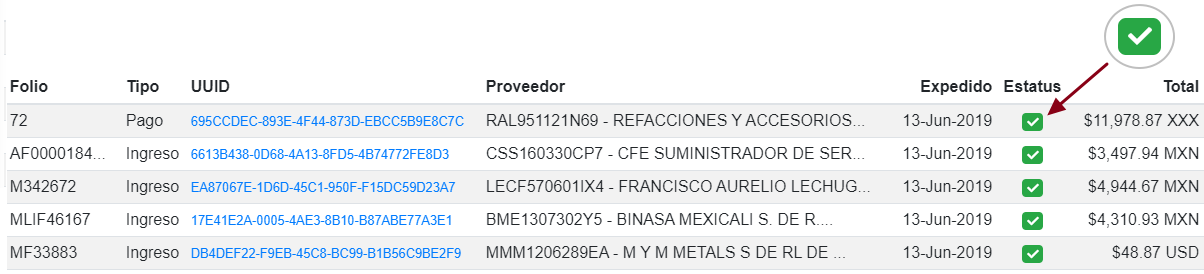 Folio Tipo UUID Proveedor Expedido Estatus Total
72 Pago 695CCDEC-893E-4F44-873D-EBCC5B9E8C7C RAL951121N69 - REFACCIONES Y ACCESORIOS... 13-Jun-2019 $11,978.87 XXX
AF0000184... Ingreso 6613B438-0D68-4A13-8FD5-4B74772FE8D3 CSS160330CP7 - CFE SUMINISTRADOR DE SER... 13-Jun-2019 $3,497.94 MXN
M342672 Ingreso EA87067E-1D6D-45C1-950F-F15DC59D23A7 LECF570601IX4 - FRANCISCO AURELIO LECHUG... 13-Jun-2019 $4,944.67 MXN
MLIF46167 Ingreso 17E41E2A-0005-4AE3-8B10-B87ABE77A3E1 BME1307302Y5 - BINASA MEXICALI S. DE R.... 13-Jun-2019 $4,310.93 MXN
MF33883 Ingreso DB4DEF22-F9EB-45C8-BC99-B1B56C9BE2F9 MMM1206289EA - M Y M METALS S DE RL DE ... 13-Jun-2019 $48.87 USD